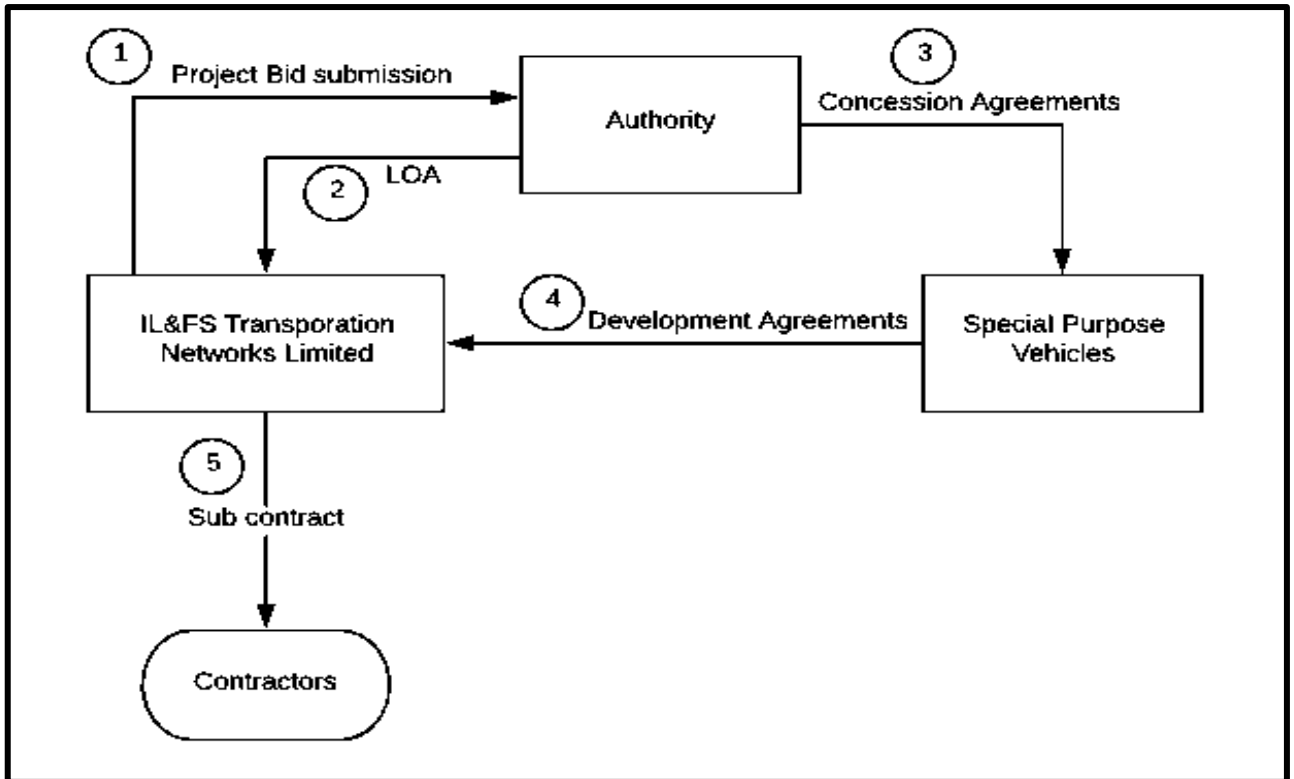 1
Project Bid submission
Authority
3
Concession Agreements
2
LOA
IL&FS Transporation
Networks Limited
4
Development Agreements
Special Purpose
Vehicles
5
Sub contract
Contractors